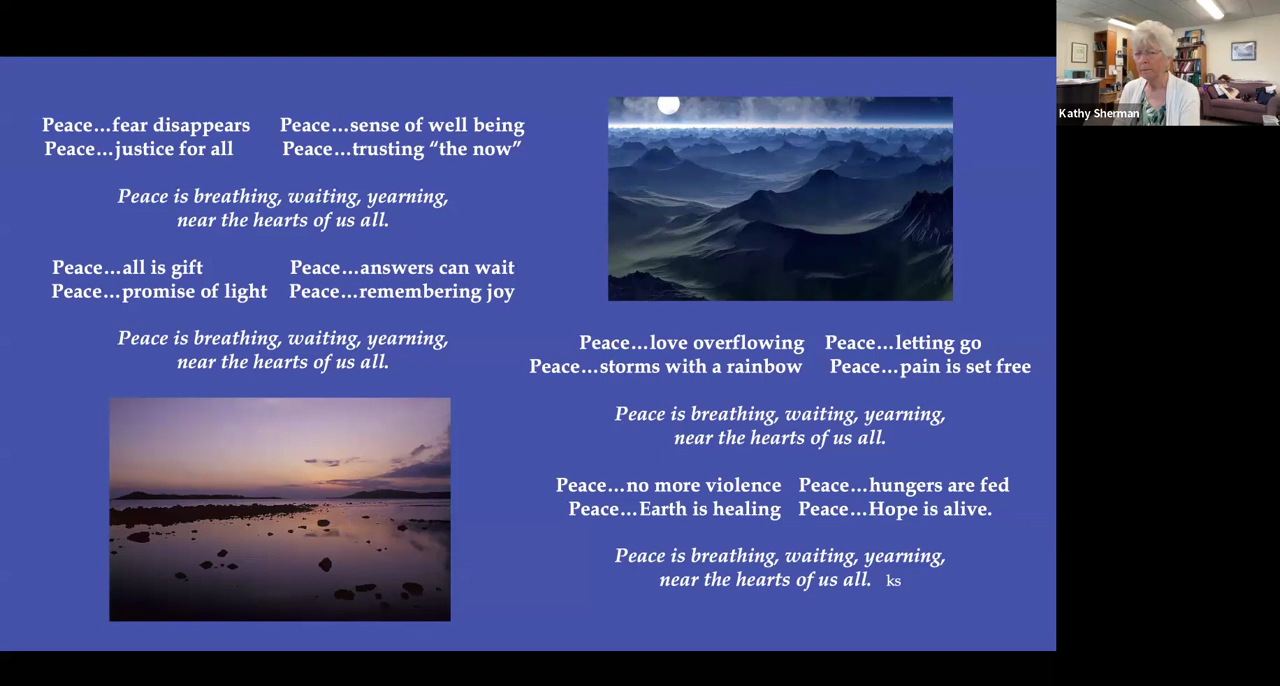 Peace…fear disappears Peace…sense of well being
Peace…justice for all Peace…trusting “the now”
Peace is breathing, waiting, yearning,
near the hearts of us all.
Peace…all is gift Peace…answers can wait
Peace…promise of light Peace…remembering joy
Peace is breathing, waiting, yearning,
near the hearts of us all.
Peace…love overflowing Peace…letting go
Peace…storms with a rainbow Peace…pain is set free
Peace is breathing, waiting, yearning,
near the hearts of us all.
Peace…no more violence Peace…hungers are fed
Peace…Earth is healing Peace…Hope is alive.
Peace is breathing, waiting, yearning,
near the hearts of us all. ks
Kathy Sherman